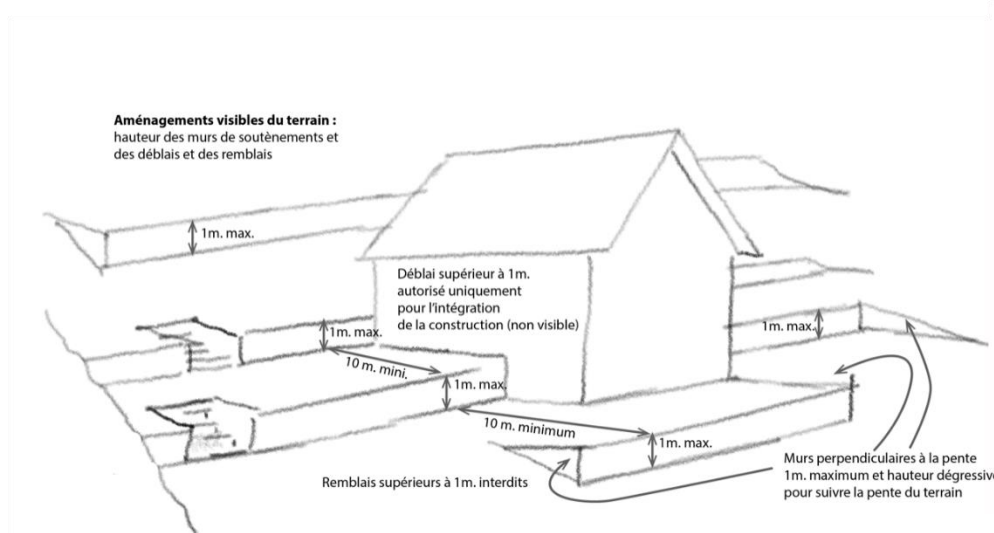 Aménagements visibles du terrain :
hauteur des murs de soutènements et
des déblais et des remblais
1m. max.
Déblai supérieur à 1m.
autorisé uniquement
pour l'intégration
de la construction (non visible)
1m. max.
1m. max.
10 m. mini.
1m. max.
10 m. minimum
1m. max.
Murs perpendiculaires à la pente
1m. maximum et hauteur dégressive
pour suivre la pente du terrain
Remblais supérieurs à 1m. interdits